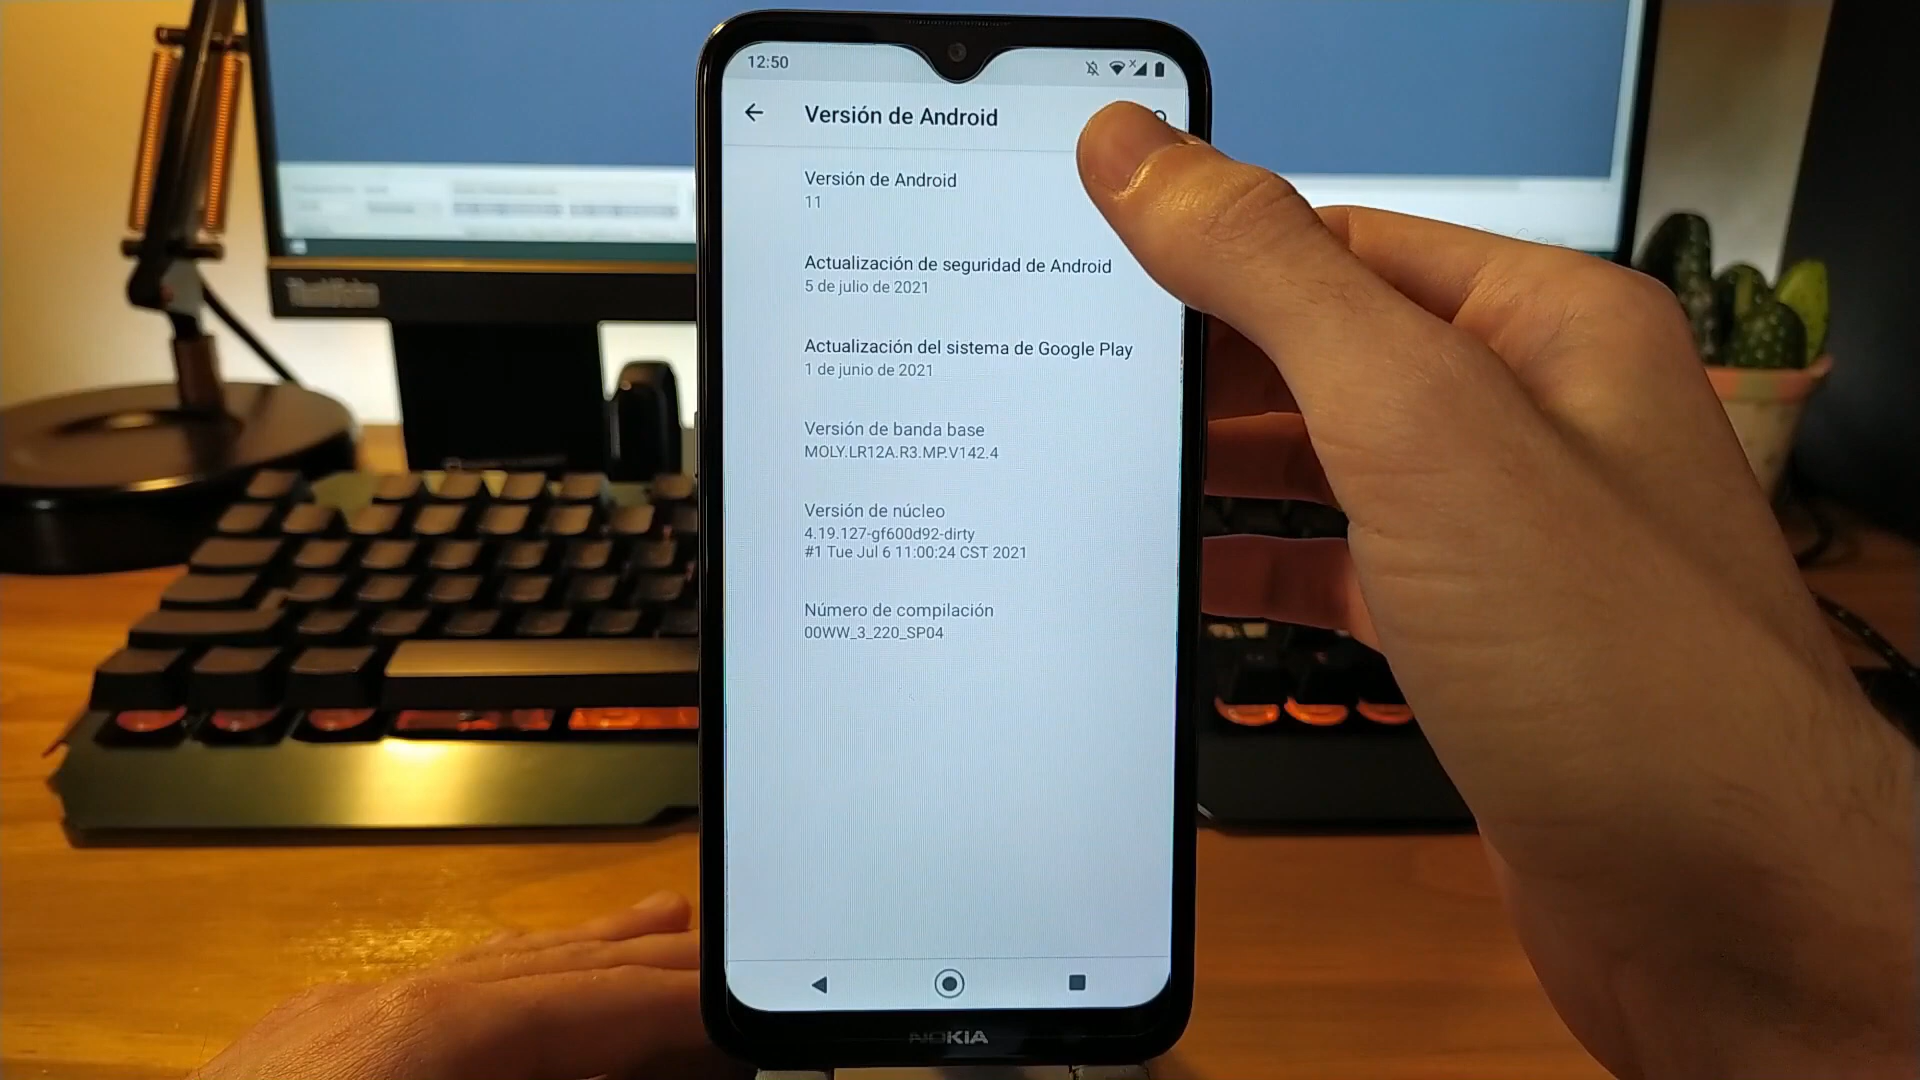 12:50
Versión de Android
Versión de Android
11
Actualización de seguridad de Android
5 de julio de 2021
Actualización del sistema de Google Play
1 de junio de 2021
Versión de banda base
MOLY.LR12A.R3.MP.V142.4
Versión de núcleo
4.19.127-gf600d92-dirty
#1 Tue Jul 6 11:00:24 CST 2021
Número de compilación
00WW_3_220_SP04
NOKIA